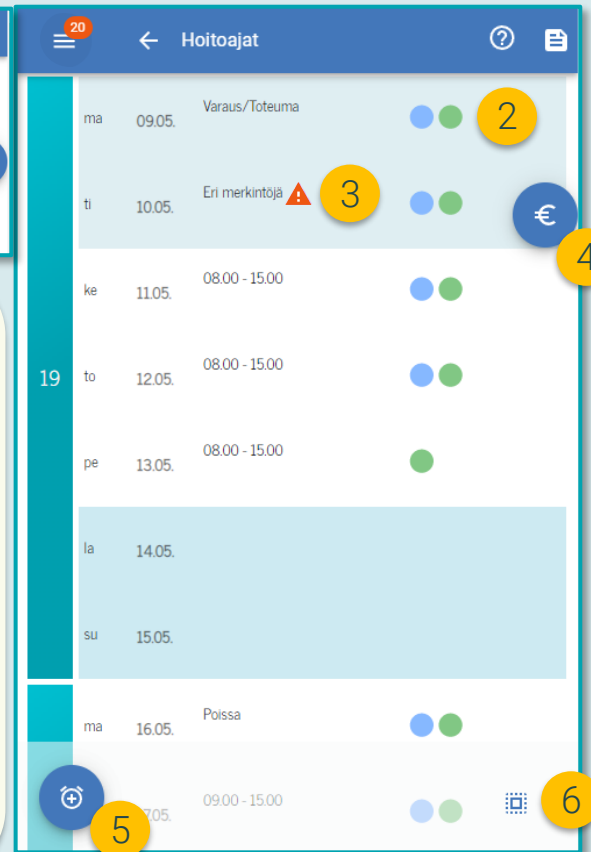 20
Hoitoajat
ma 09.05. Varaus/Toteuma 2
ti 10.05. Eri merkintöjä 3
€
4
ke 11.05. 08.00 - 15.00
19 to 12.05. 08.00 - 15.00
pe 13.05. 08.00 - 15.00
la 14.05.
su 15.05.
ma 16.05. Poissa
09.00 - 15.00 6
5